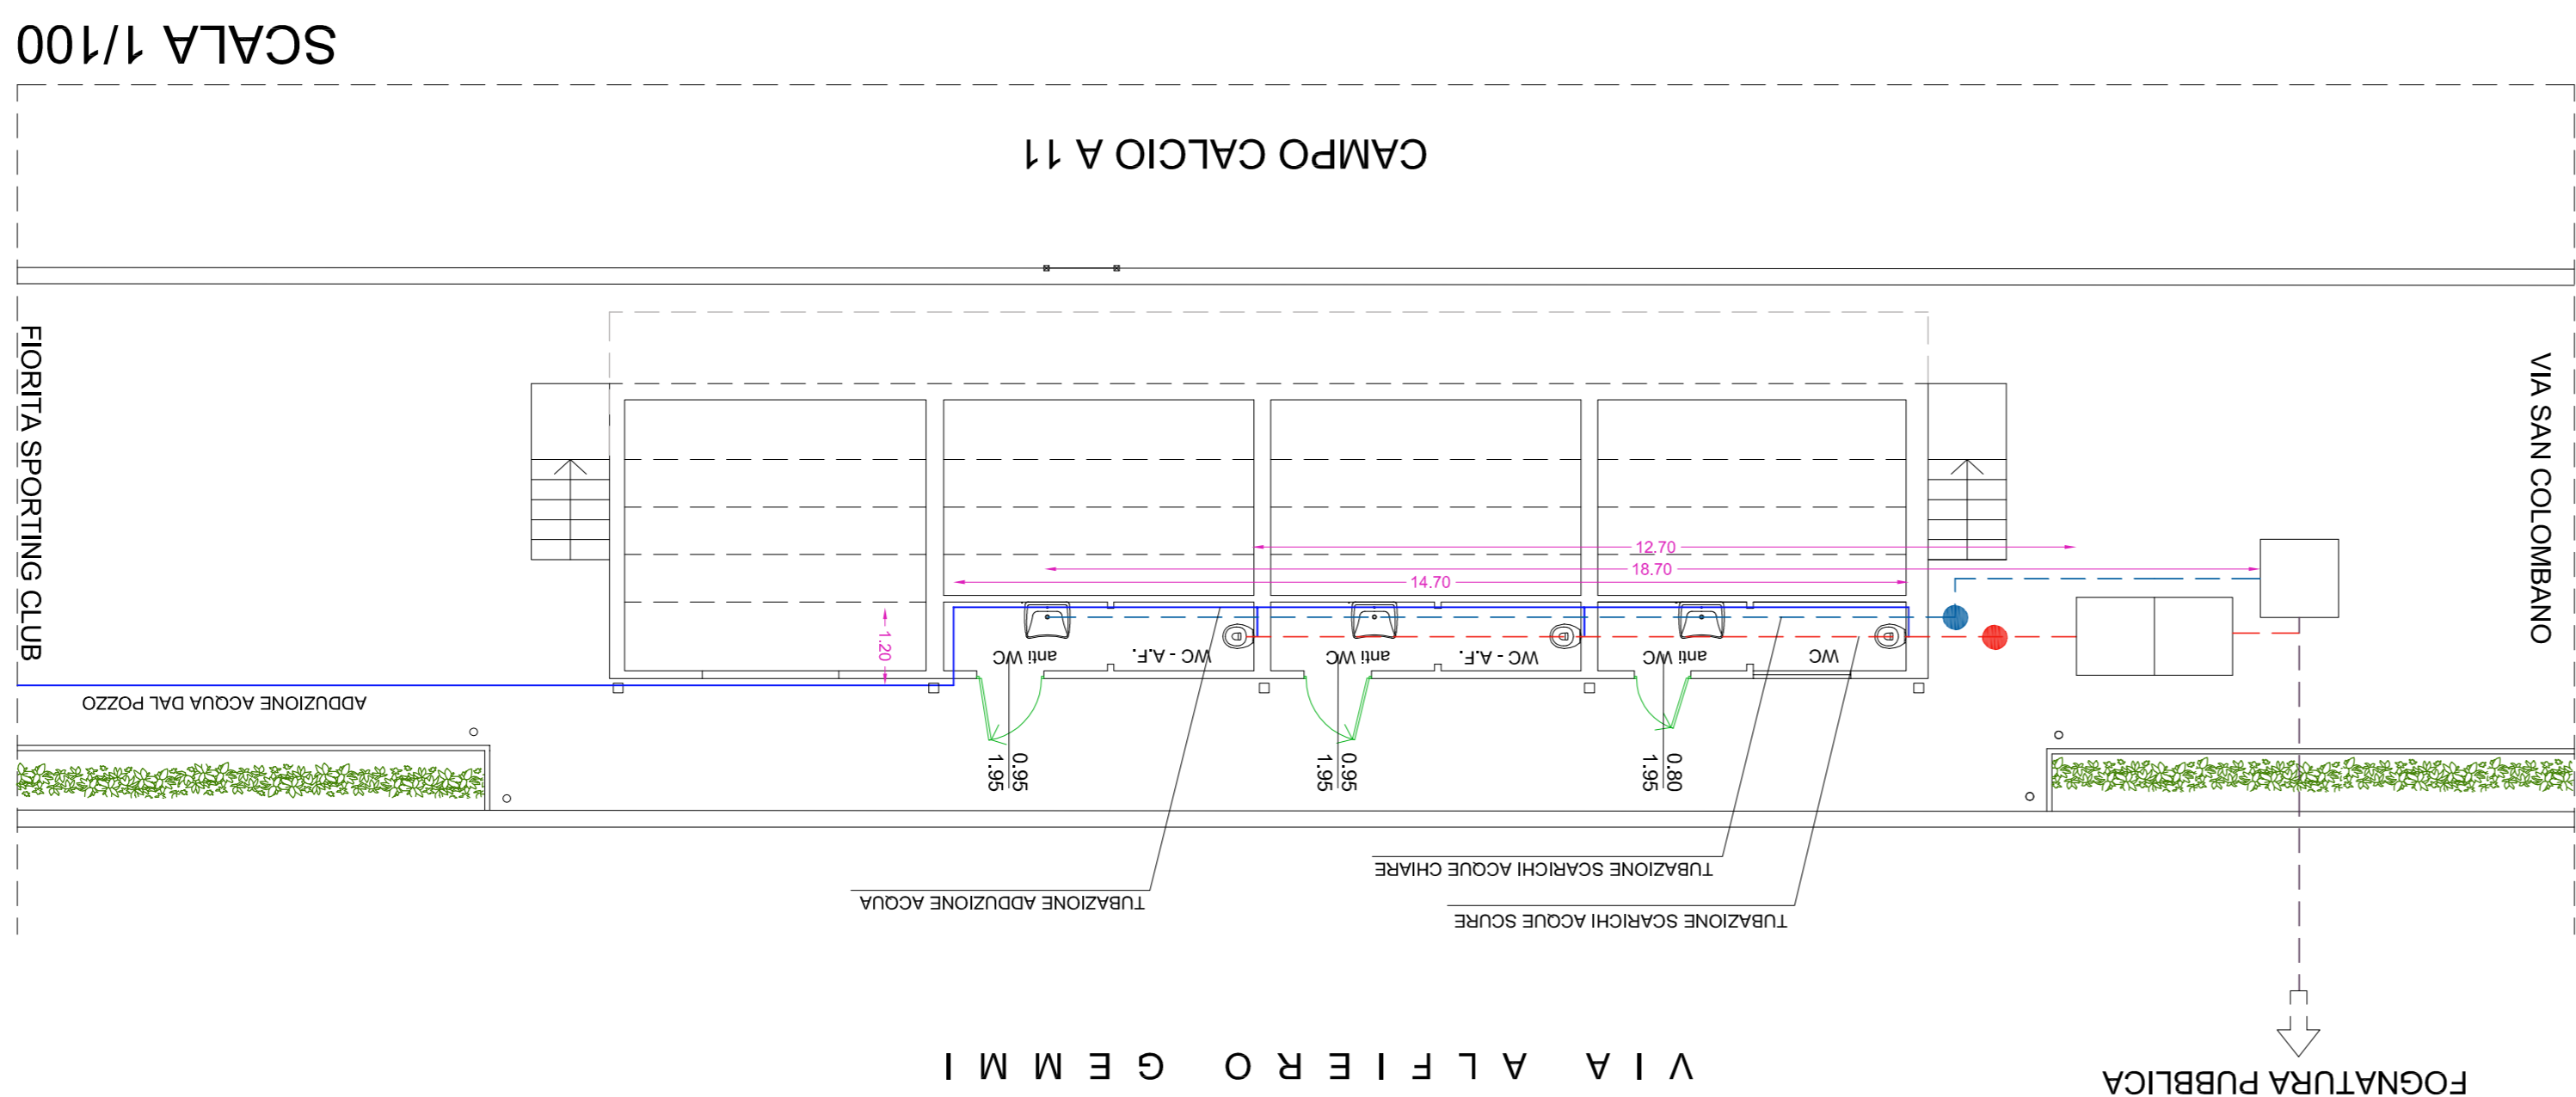 FOGNATURA PUBBLICA
VIA ALFIERO GEMMI
TUBAZIONE SCARICHI ACQUE SCURE
TUBAZIONE ADDUZIONE ACQUA
TUBAZIONE SCARICHI ACQUE CHIARE
0.80
1.95
0.95
1.95
0.95
1.95
ADDUZIONE ACQUA DAL POZZO
WC
anti WC
WC - A.F.
anti WC
WC - A.F.
anti WC
1.20
14.70
18.70
12.70
VIA SAN COLOMBANO
FIORITA SPORTING CLUB
CAMPO CALCIO A 11
SCALA 1/100